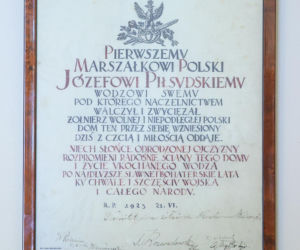 PIERWSZEMU
MARSZAŁKOWI POLSKI
JÓZEFOWI PIŁSUDSKIEMU
WODZOWI SWEMU
POD KTÓREGO NACZELNICTWEM
WALCZYŁ I ZWYCIĘŻAŁ
ŻOŁNIERZ WOLNEJ I NIEPODLEGŁEJ POLSKI
DOM TEN PRZEZ SIEBIE WZNIESIONY
DZIŚ Z CZCIĄ I MIŁOŚCIĄ ODDAJE.
NIECH SŁOŃCE ODRODZONEJ OJCZYZNY
ROZPROMIENI RADOŚNIE ŚCIANY TEGO DOMU
I ŻYCIE UKOCHANEGO WODZA
PO NAJDŁUŻSZE SŁAWNE I BOHATERSKIE LATA
KU CHWALE I SZCZĘŚCIU WOJSKA
I CAŁEGO NARODU.
R.P. 1923 21. VI.